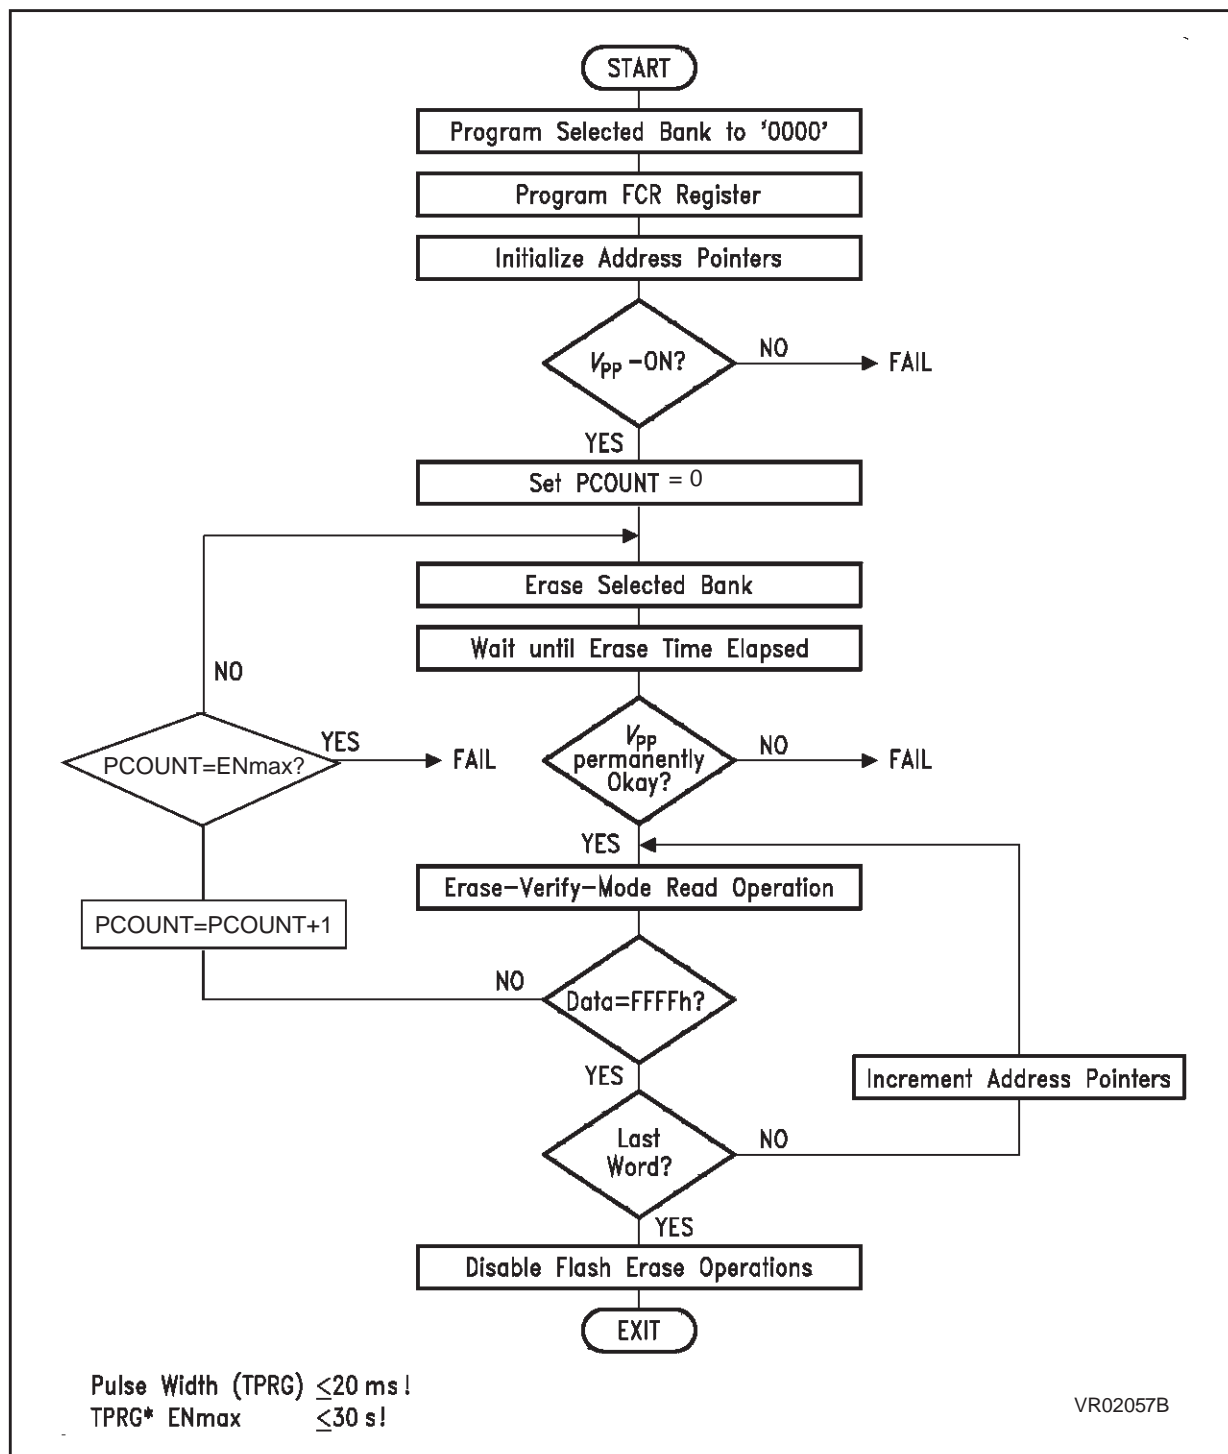 START
Program Selected Bank to '0000'
Program FCR Register
Initialize Address Pointers
VPP -ON?
NO
FAIL
YES
Set PCOUNT = 0
Erase Selected Bank
Wait until Erase Time Elapsed
NO
PCOUNT=ENmax?
YES
FAIL
VPP
permanently
Okay?
NO
FAIL
YES
Erase-Verify-Mode Read Operation
PCOUNT=PCOUNT+1
NO
Data=FFFFh?
YES
Increment Address Pointers
Last
Word?
NO
YES
Disable Flash Erase Operations
EXIT
Pulse Width (TPRG) ≤20 ms!
TPRG* ENmax ≤30 s!
VR02057B